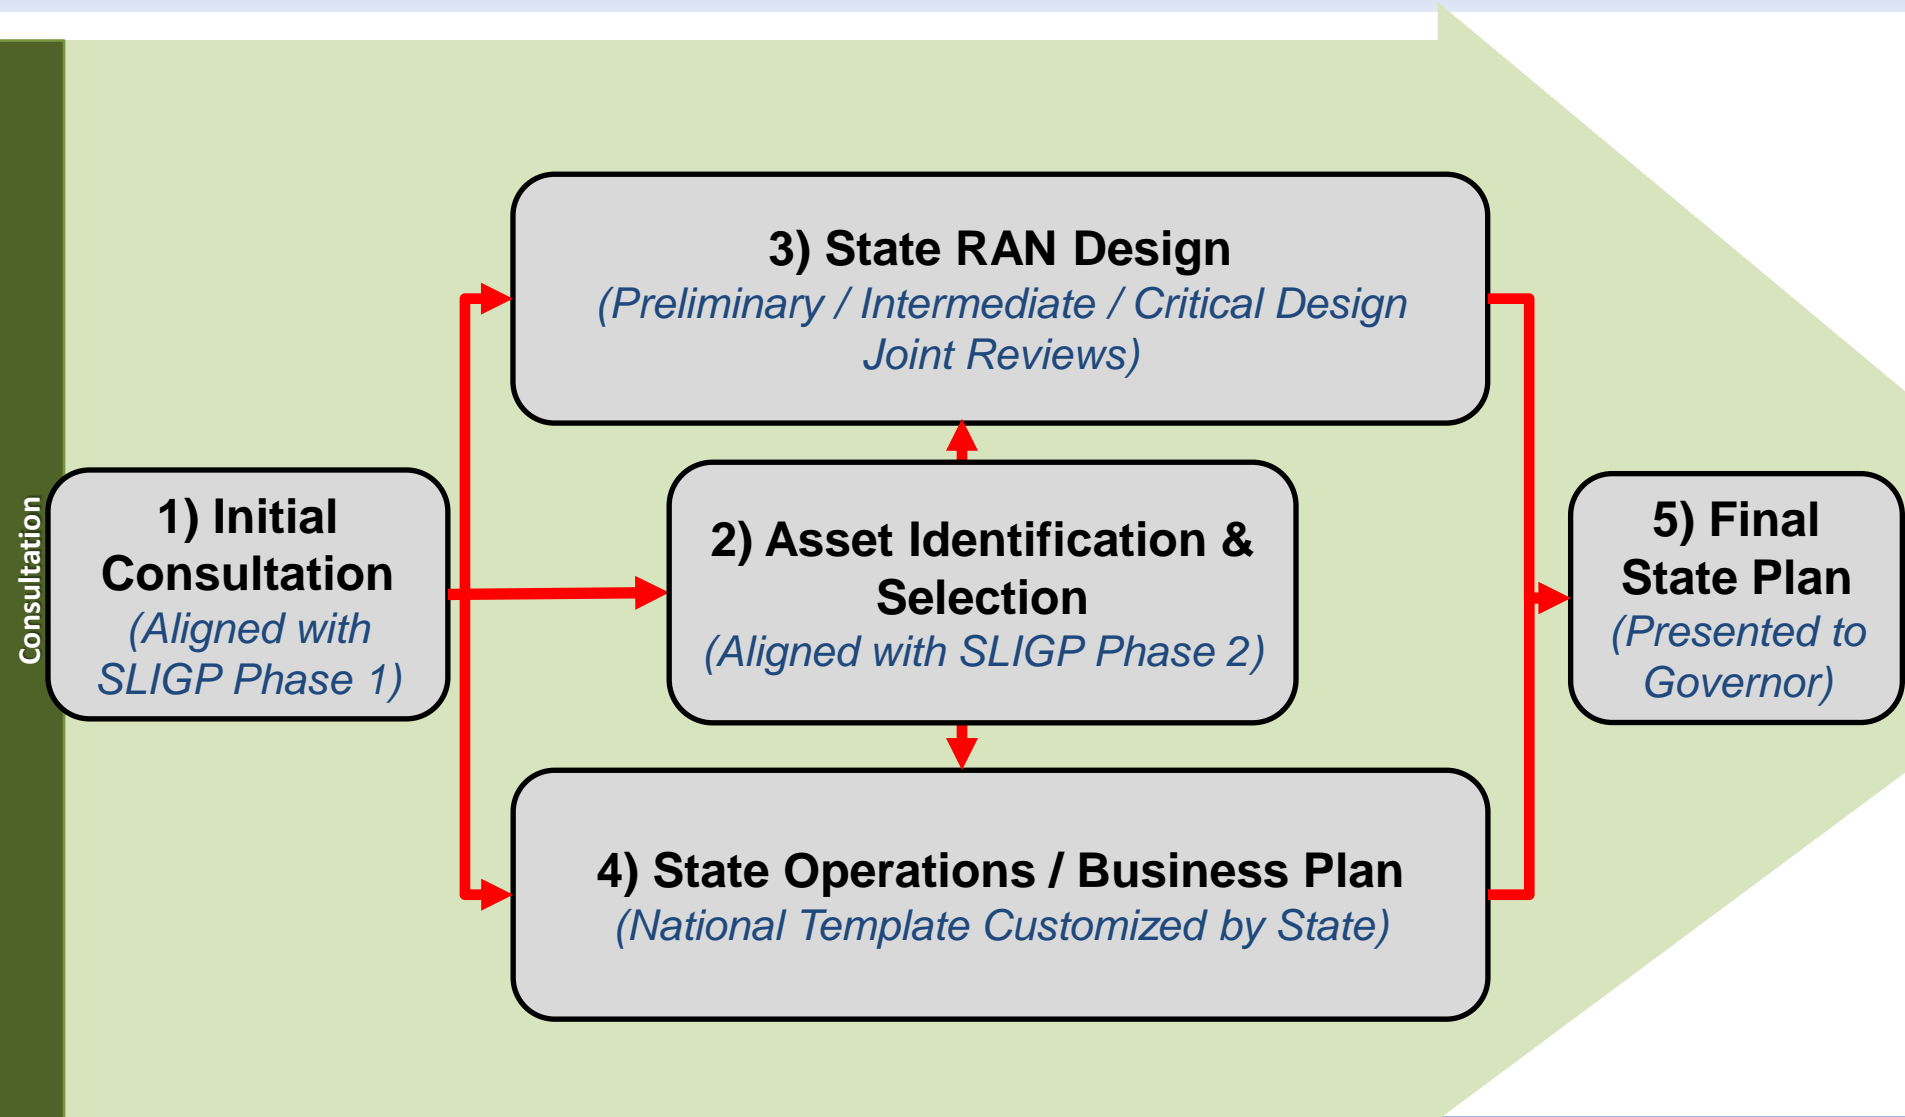 Consultation
1) Initial
Consultation
(Aligned with
SLIGP Phase 1)
3) State RAN Design
(Preliminary / Intermediate / Critical Design
Joint Reviews)
2) Asset Identification &
Selection
(Aligned with SLIGP Phase 2)
4) State Operations / Business Plan
(National Template Customized by State)
5) Final
State Plan
(Presented to
Governor)